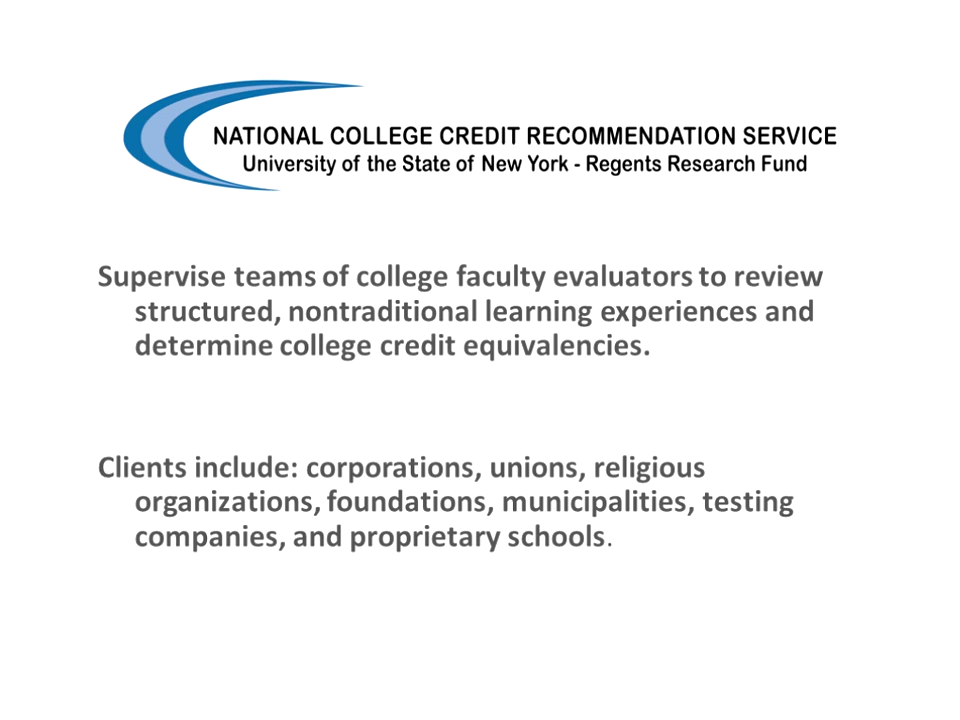 NATIONAL COLLEGE CREDIT RECOMMENDATION SERVICE
University of the State of New York - Regents Research Fund
Supervise teams of college faculty evaluators to review
structured, nontraditional learning experiences and
determine college credit equivalencies.
Clients include: corporations, unions, religious
organizations, foundations, municipalities, testing
companies, and proprietary schools.